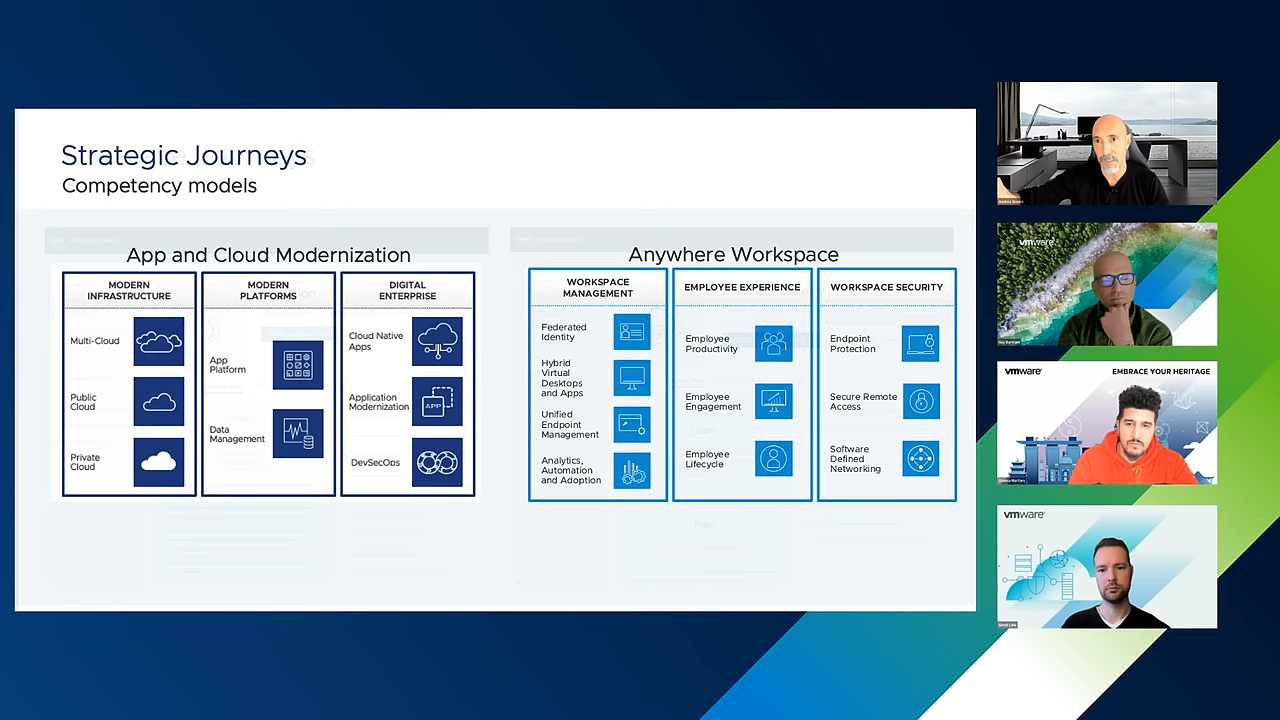 Strategic Journeys
Competency models
App and Cloud Modernization
MODERN
INFRASTRUCTURE
Multi-Cloud
Public
Cloud
Private
Cloud
MODERN
PLATFORMS
App
Platform
Data
Management
DIGITAL
ENTERPRISE
Cloud Native
Apps
Application
Modernization
APP
DevSecOps
Anywhere Workspace
WORKSPACE
MANAGEMENT
Federated
Identity
Hybrid
Virtual
Desktops
and Apps
Unified
Endpoint
Management
Analytics,
Automation
and Adoption
EMPLOYEE EXPERIENCE
Employee
Productivity
Employee
Engagement
Employee
Lifecycle
WORKSPACE SECURITY
Endpoint
Protection
Secure Remote
Access
Software
Defined
Networking
vmware
vmware
EMBRACE YOUR HERITAGE
vmware